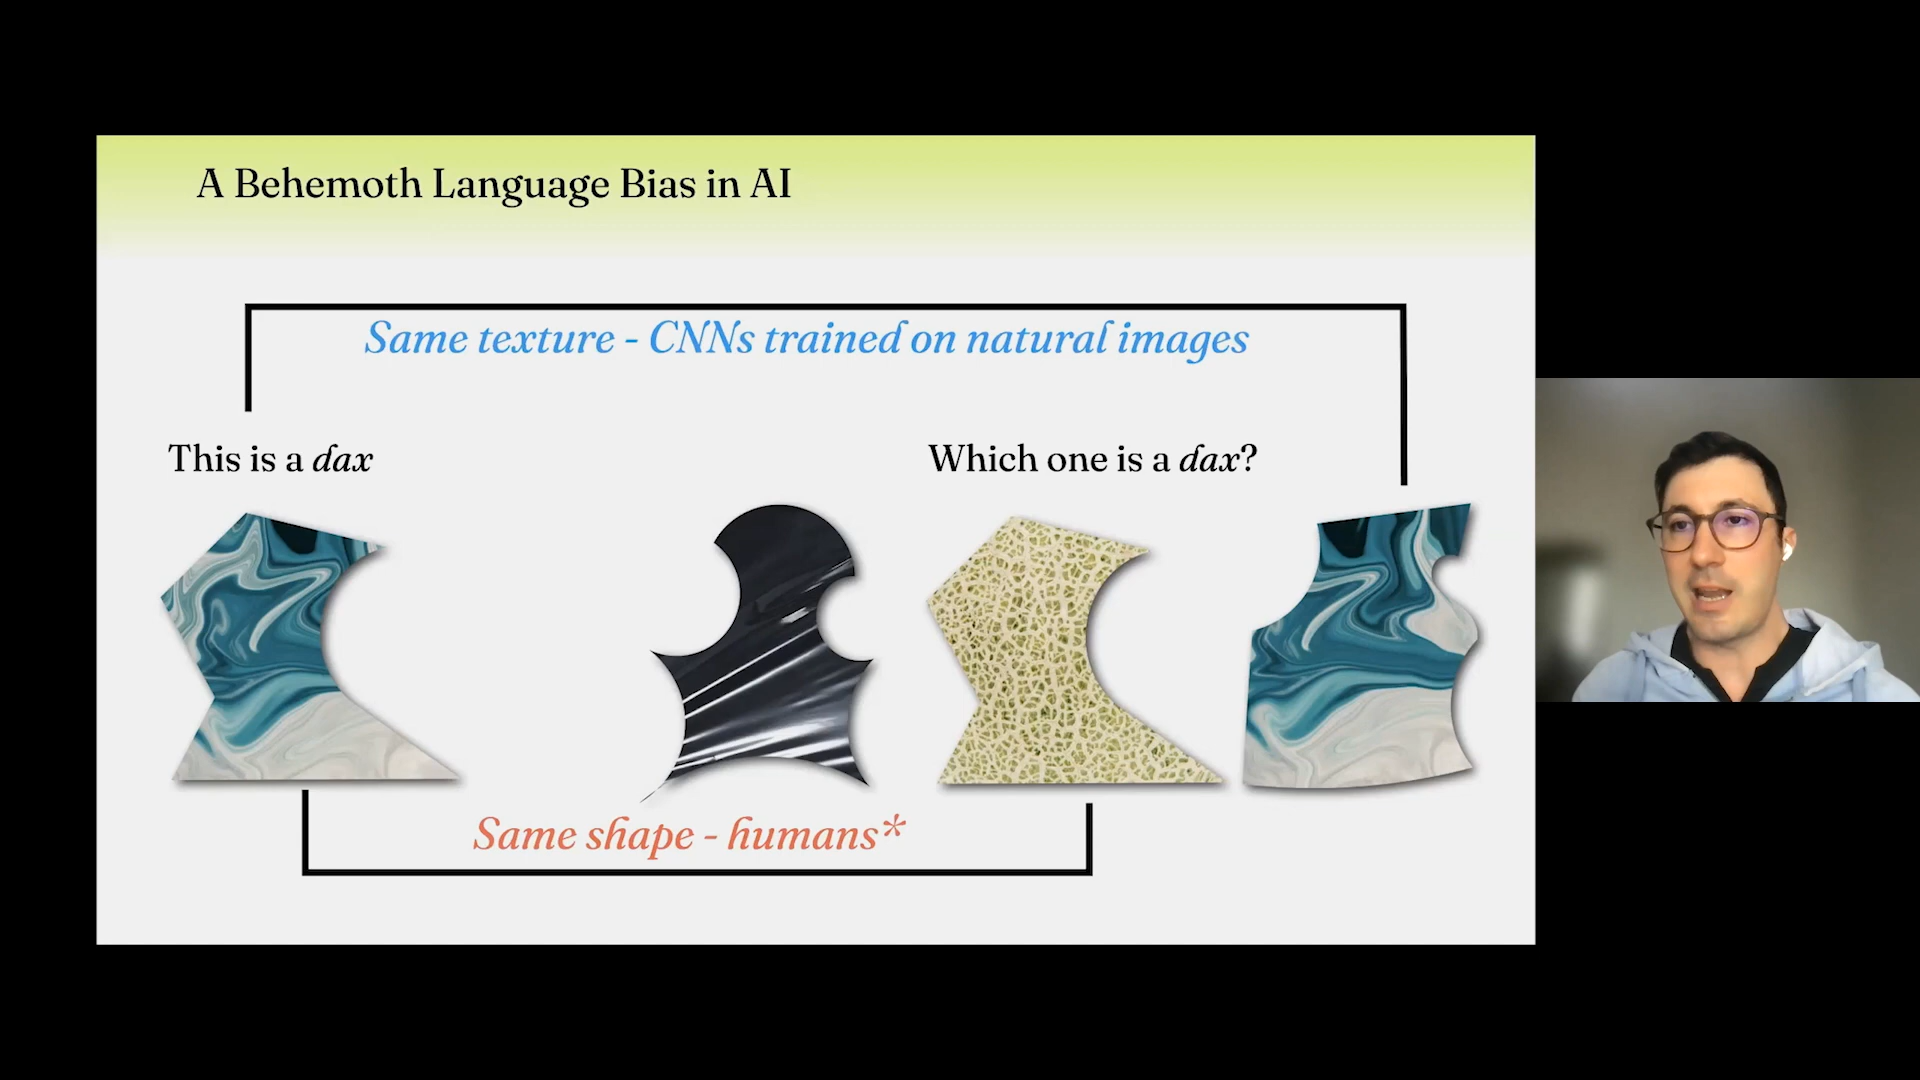 A Behemoth Language Bias in AI
Same texture - CNNs trained on natural images
This is a dax
Which one is a dax?
Same shape - humans*